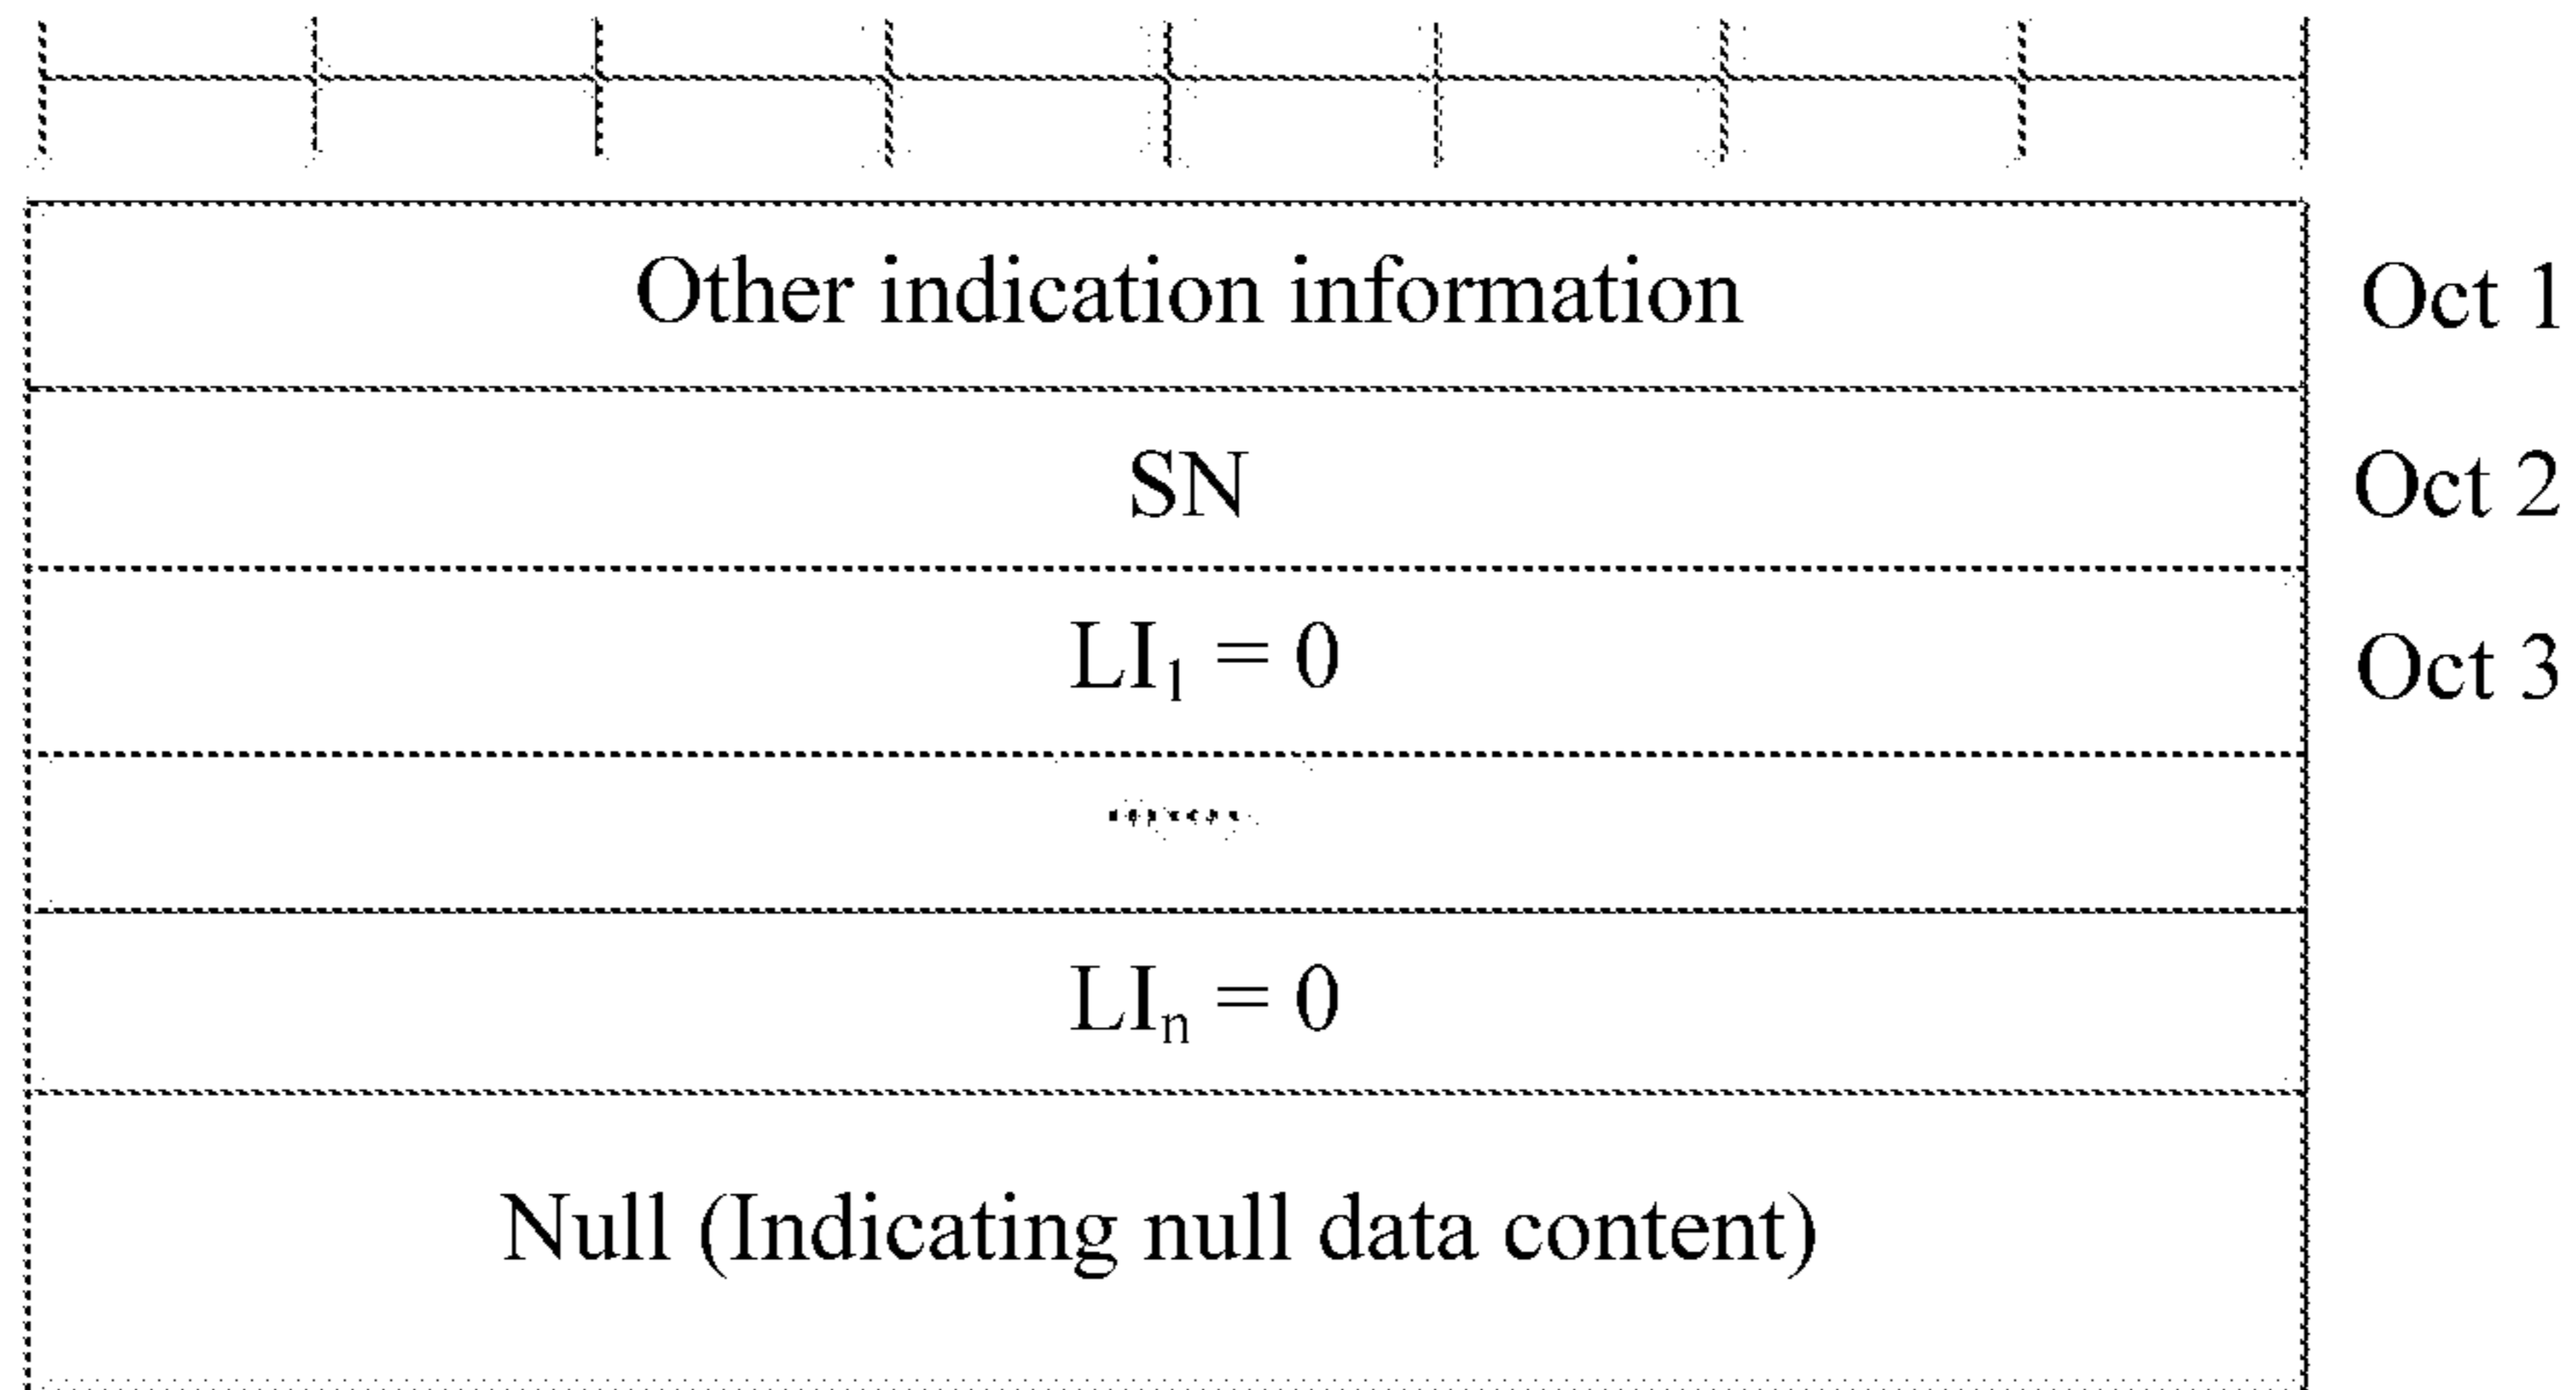 Other indication information Oct 1
SN Oct 2
LI₁ = 0 Oct 3
.......
LIₙ = 0
Null (Indicating null data content)